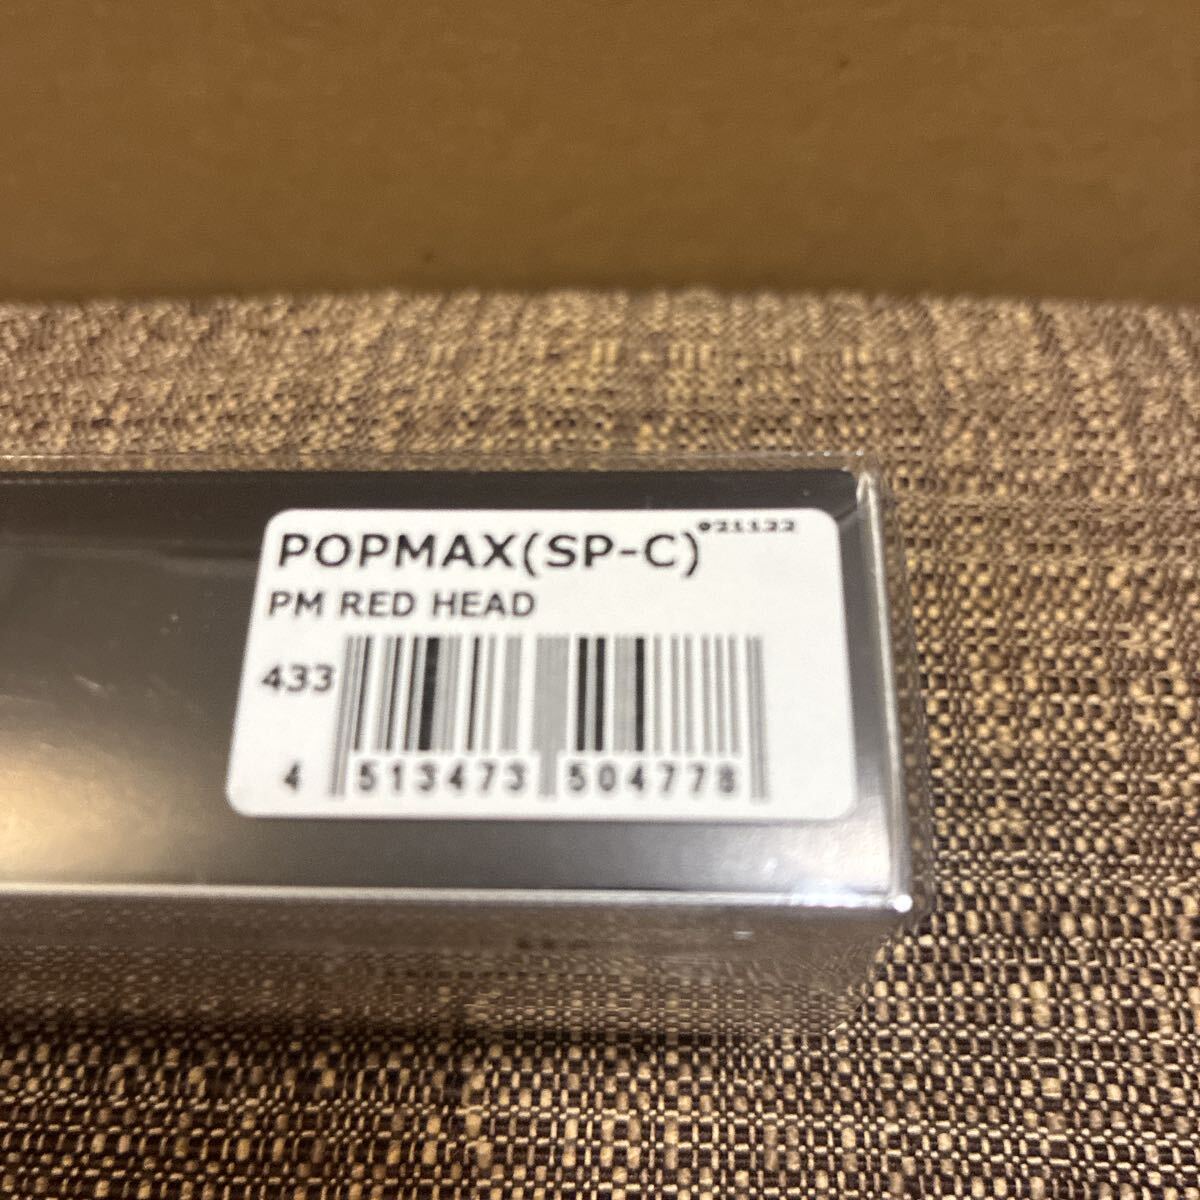 POPMAX(SP-C)
PM RED HEAD
433
4 513473 504778